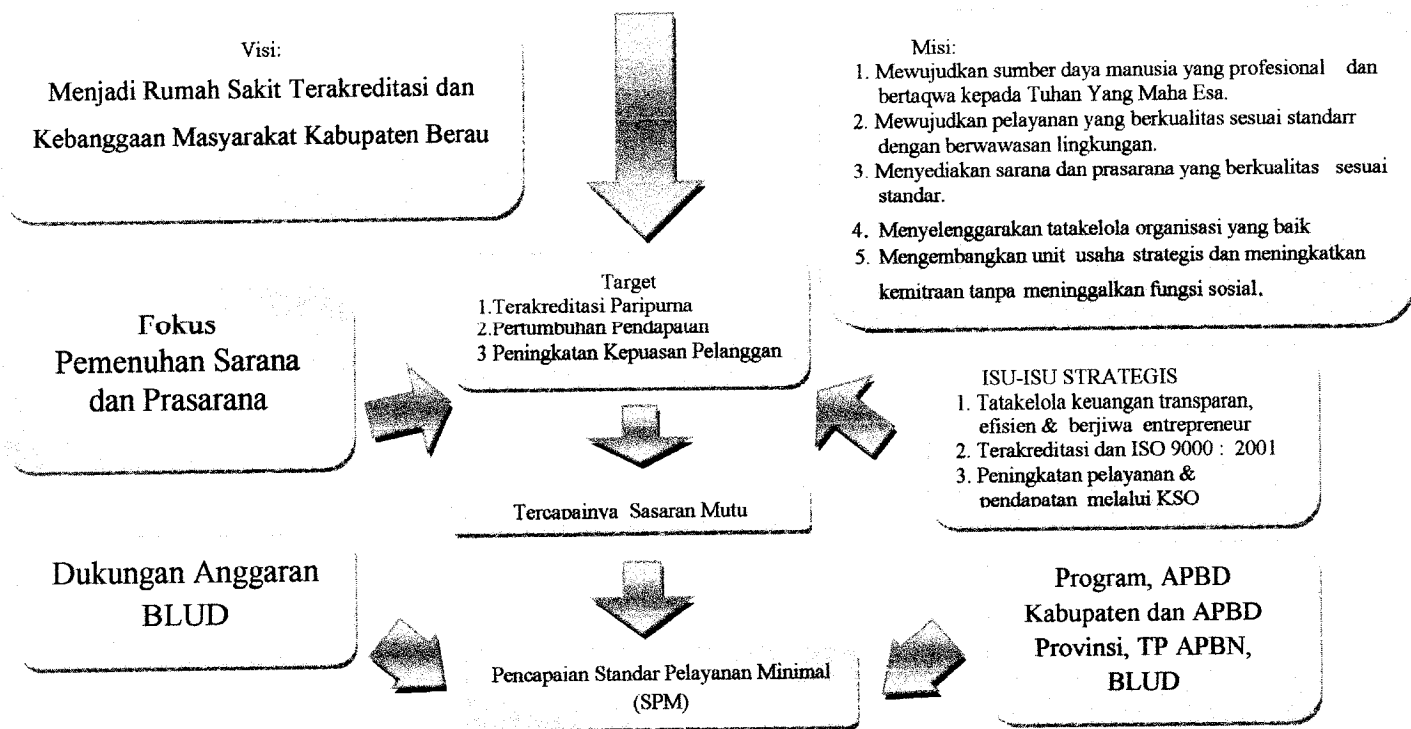 Visi:
Menjadi Rumah Sakit Terakreditasi dan
Kebanggaan Masyarakat Kabupaten Berau
Misi:
1. Mewujudkan sumber daya manusia yang profesional dan
bertaqwa kepada Tuhan Yang Maha Esa.
2. Mewujudkan pelayanan yang berkualitas sesuai standarr
dengan berwawasan lingkungan.
3. Menyediakan sarana dan prasarana yang berkualitas sesuai
standar.
4. Menyelenggarakan tatakelola organisasi yang baik
5. Mengembangkan unit usaha strategis dan meningkatkan
kemitraan tanpa meninggalkan fungsi sosial.
Target
1.Terakreditasi Paripurna
2.Pertumbuhan Pendapatan
3 Peningkatan Kepuasan Pelanggan
Fokus
Pemenuhan Sarana
dan Prasarana
ISU-ISU STRATEGIS
1. Tatakelola keuangan transparan,
efisien & berjiwa entrepreneur
2. Terakreditasi dan ISO 9000 : 2001
3. Peningkatan pelayanan &
pendapatan melalui KSO
Tercapainya Sasaran Mutu
Dukungan Anggaran
BLUD
Program, APBD
Kabupaten dan APBD
Provinsi, TP APBN,
BLUD
Pencapaian Standar Pelayanan Minimal
(SPM)